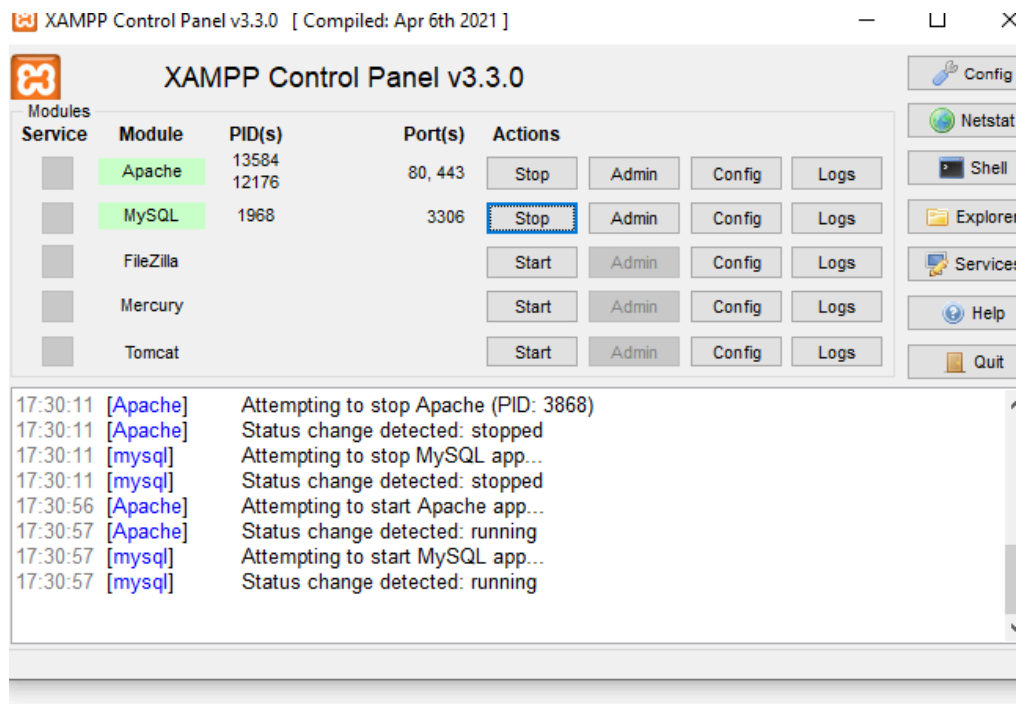 XAMPP Control Panel v3.3.0 [ Compiled: Apr 6th 2021 ]
XAMPP Control Panel v3.3.0
Config
Modules
Service Module PID(s) Port(s) Actions
Netstat
Apache 13584 12176 80, 443 Stop Admin Config Logs
Shell
MySQL 1968 3306 Stop Admin Config Logs
Explorer
FileZilla Start Admin Config Logs
Services
Mercury Start Admin Config Logs
Help
Tomcat Start Admin Config Logs
Quit
17:30:11 [Apache] Attempting to stop Apache (PID: 3868)
17:30:11 [Apache] Status change detected: stopped
17:30:11 [mysql] Attempting to stop MySQL app...
17:30:11 [mysql] Status change detected: stopped
17:30:56 [Apache] Attempting to start Apache app...
17:30:57 [Apache] Status change detected: running
17:30:57 [mysql] Attempting to start MySQL app...
17:30:57 [mysql] Status change detected: running